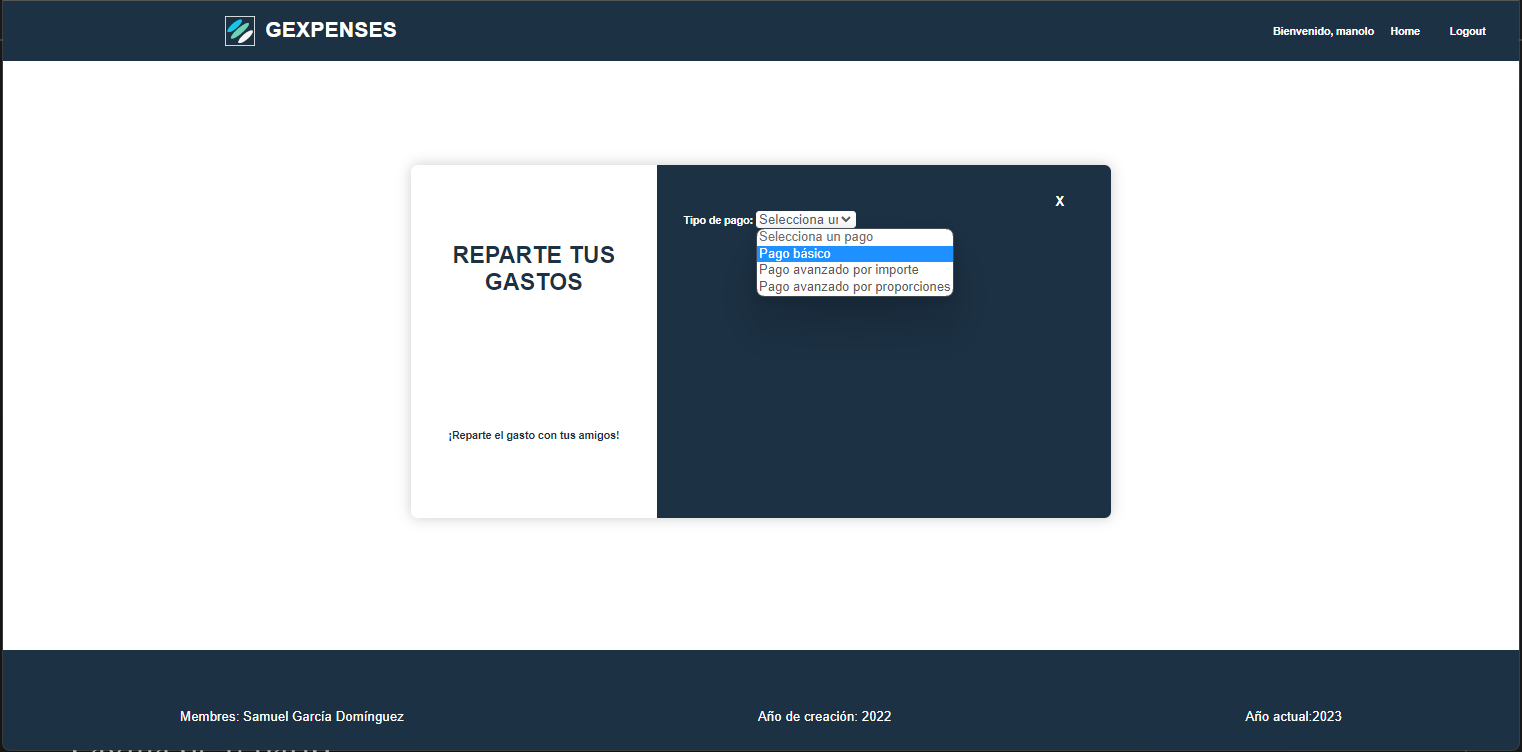 GEXPENSES
Bienvenido, manolo Home Logout
X
Tipo de pago: Selecciona
Selecciona un pago
Pago básico
Pago avanzado por importe
Pago avanzado por proporciones
REPARTE TUS
GASTOS
¡Reparte el gasto con tus amigos!
Membres: Samuel García Domínguez
Año de creación: 2022
Año actual:2023